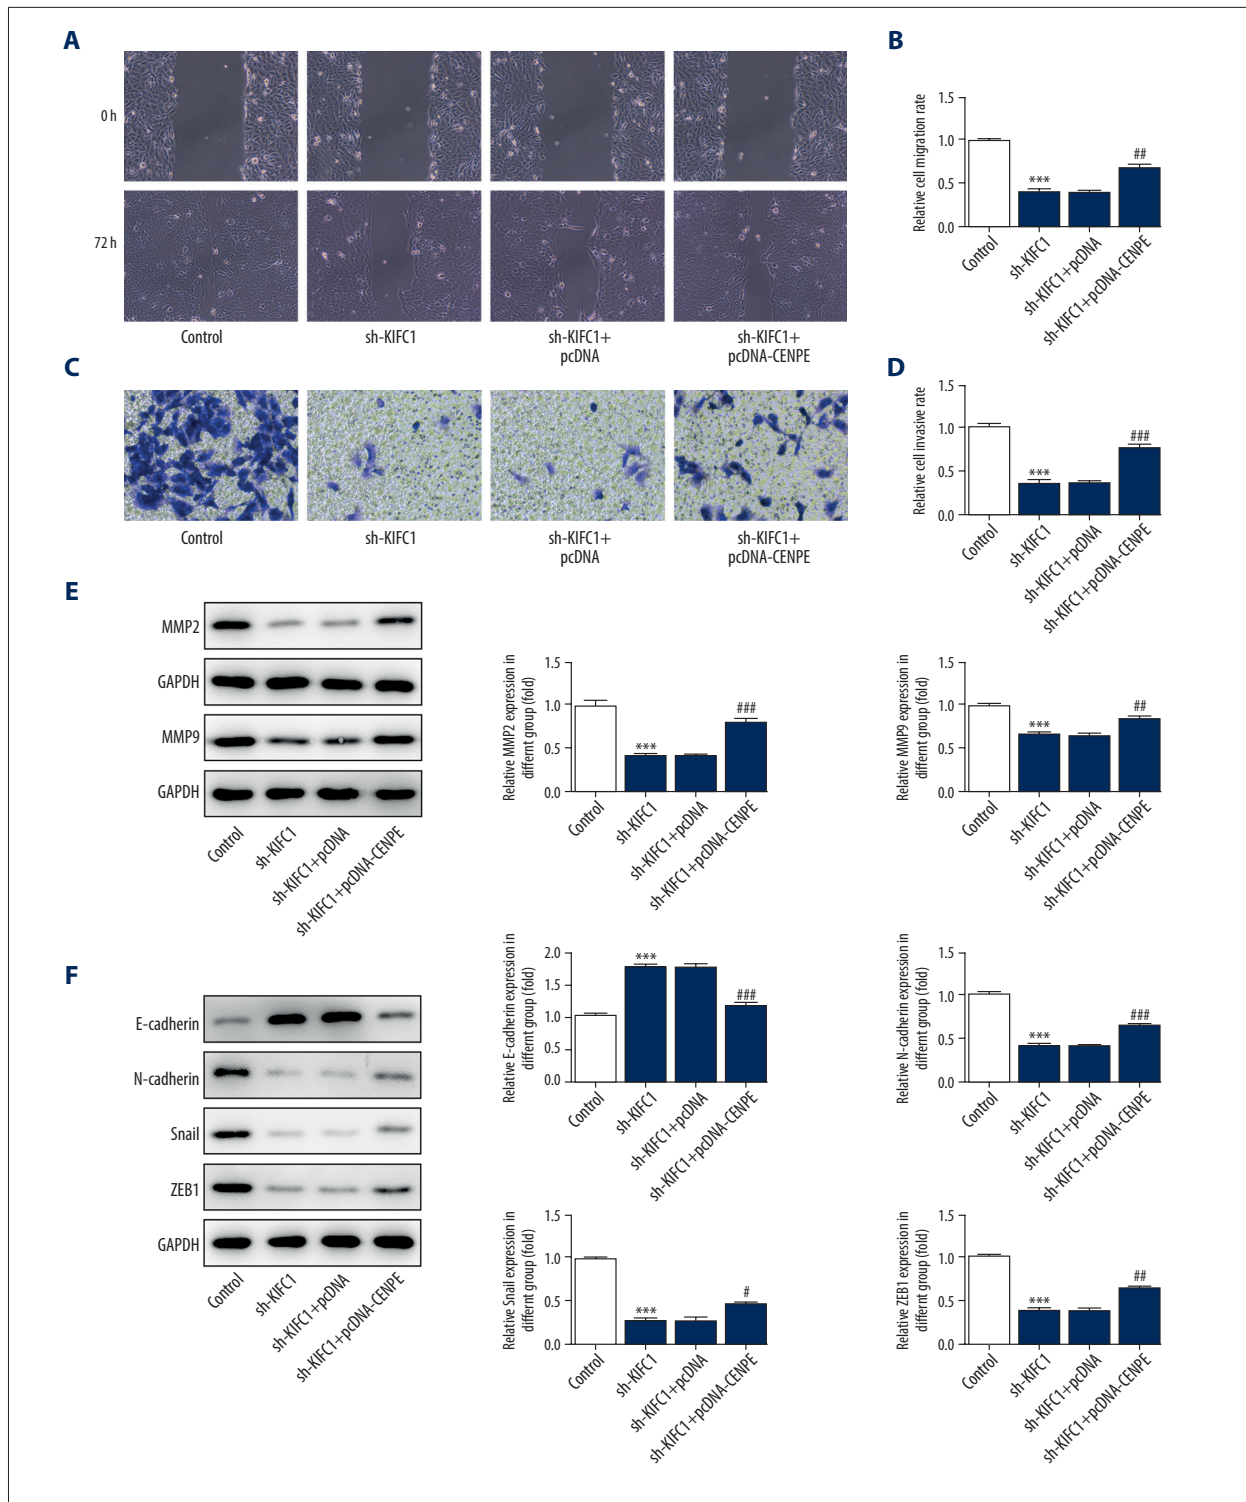 A
0 h
72 h
Control
sh-KIFC1
sh-KIFC1+
pcDNA
sh-KIFC1+
pcDNA-CENPE
B
Relative cell migration rate
1.5
1.0
0.5
0.0
***
##
Control
sh-KIFC1
sh-KIFC1+pcDNA
sh-KIFC1+pcDNA-CENPE
C
Control
sh-KIFC1
sh-KIFC1+
pcDNA
sh-KIFC1+
pcDNA-CENPE
D
Relative cell invasive rate
1.5
1.0
0.5
0.0
***
###
Control
sh-KIFC1
sh-KIFC1+pcDNA
sh-KIFC1+pcDNA-CENPE
E
MMP2
GAPDH
MMP9
GAPDH
Control
sh-KIFC1
sh-KIFC1+pcDNA
sh-KIFC1+pcDNA-CENPE
Relative MMP2 expression in
differnt group (fold)
1.5
1.0
0.5
0.0
***
###
Control
sh-KIFC1
sh-KIFC1+pcDNA
sh-KIFC1+pcDNA-CENPE
Relative MMP9 expression in
differnt group (fold)
1.5
1.0
0.5
0.0
***
##
Control
sh-KIFC1
sh-KIFC1+pcDNA
sh-KIFC1+pcDNA-CENPE
F
E-cadherin
N-cadherin
Snail
ZEB1
GAPDH
Control
sh-KIFC1
sh-KIFC1+pcDNA
sh-KIFC1+pcDNA-CENPE
Relative E-cadherin expression in
differnt group (fold)
2.0
1.5
1.0
0.5
0.0
***
###
Control
sh-KIFC1
sh-KIFC1+pcDNA
sh-KIFC1+pcDNA-CENPE
Relative N-cadherin expression in
differnt group (fold)
1.5
1.0
0.5
0.0
***
###
Control
sh-KIFC1
sh-KIFC1+pcDNA
sh-KIFC1+pcDNA-CENPE
Relative Snail expression in
differnt group (fold)
1.5
1.0
0.5
0.0
***
#
Control
sh-KIFC1
sh-KIFC1+pcDNA
sh-KIFC1+pcDNA-CENPE
Relative ZEB1 expression in
differnt group (fold)
1.5
1.0
0.5
0.0
***
##
Control
sh-KIFC1
sh-KIFC1+pcDNA
sh-KIFC1+pcDNA-CENPE